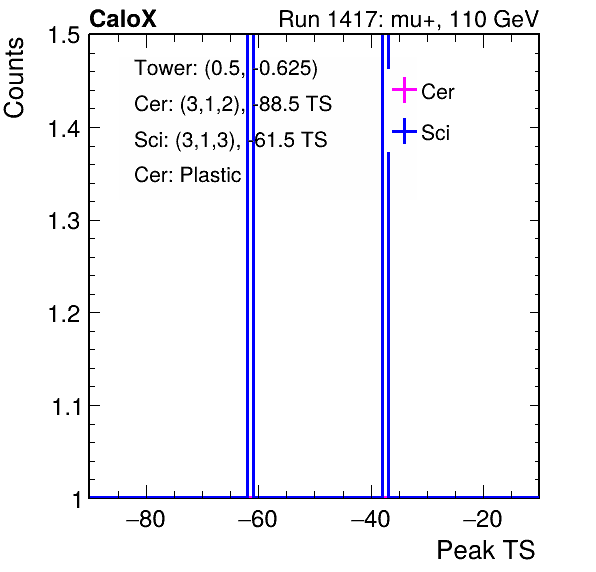 CaloX Run 1417: mu+, 110 GeV
Counts
1.5
1.4
1.3
1.2
1.1
1
Tower: (0.5, -0.625)
Cer: (3,1,2), -88.5 TS
Sci: (3,1,3), -61.5 TS
Cer: Plastic
Cer
Sci
−80 −60 −40 −20
Peak TS